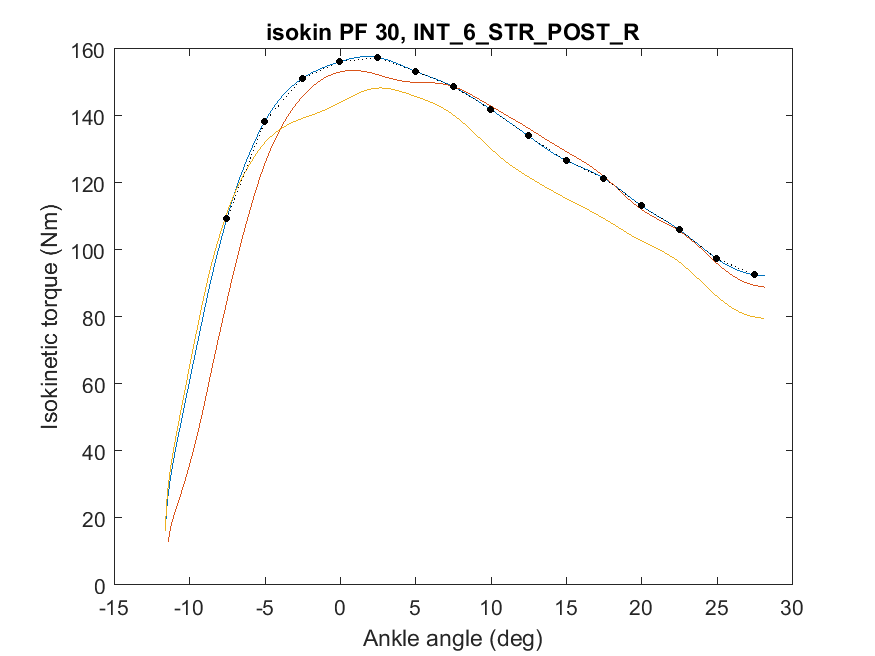 isokin PF 30, INT_6_STR_POST_R
160
140
120
100
80
60
40
20
0
Isokinetic torque (Nm)
-15 -10 -5 0 5 10 15 20 25 30
Ankle angle (deg)